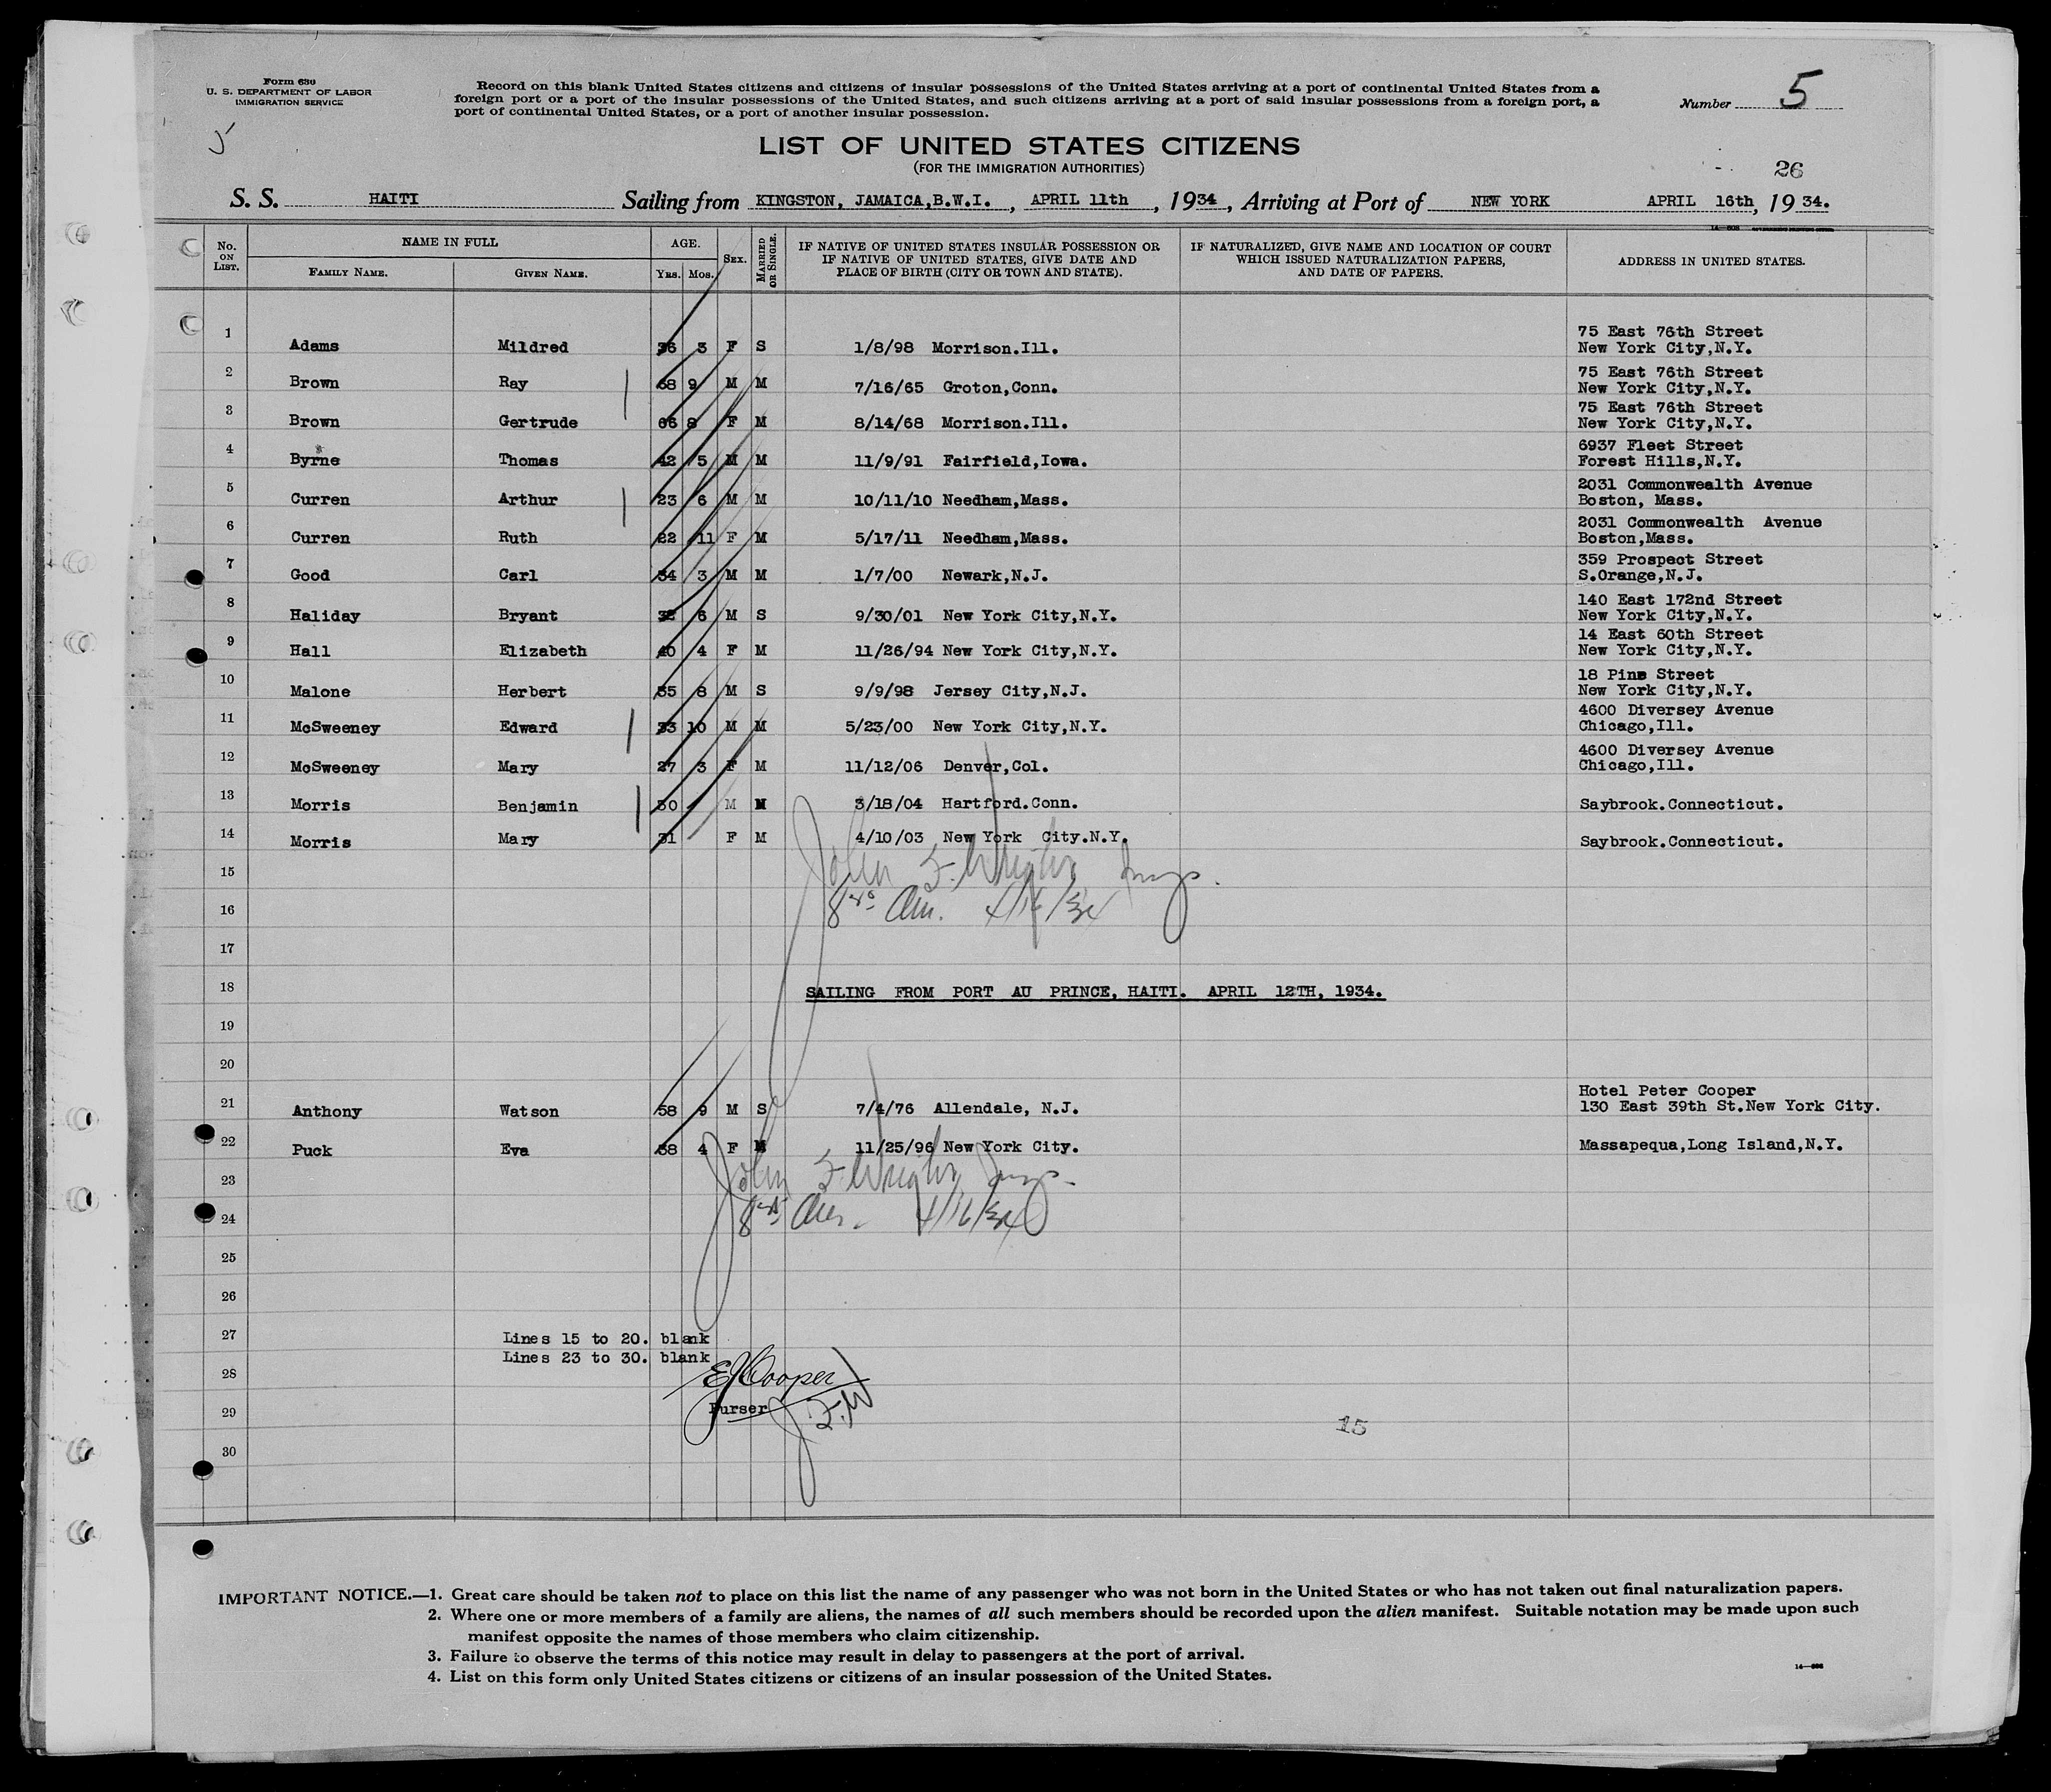 Form 630
U. S. DEPARTMENT OF LABOR
IMMIGRATION SERVICE
Record on this blank United States citizens and citizens of insular possessions of the United States arriving at a port of continental United States from a
foreign port or a port of the insular possessions of the United States, and such citizens arriving at a port of said insular possessions from a foreign port, a
port of continental United States, or a port of another insular possession.
Number 5
5
LIST OF UNITED STATES CITIZENS
(FOR THE IMMIGRATION AUTHORITIES)
26
S. S. HAITI Sailing from KINGSTON, JAMAICA,B.W.I. , APRIL 11th , 1934 , Arriving at Port of NEW YORK APRIL 16th, 1934.
No. ON LIST. NAME IN FULL AGE. SEX. MARRIED OR SINGLE. IF NATIVE OF UNITED STATES INSULAR POSSESSION OR IF NATIVE OF UNITED STATES, GIVE DATE AND PLACE OF BIRTH (CITY OR TOWN AND STATE). IF NATURALIZED, GIVE NAME AND LOCATION OF COURT WHICH ISSUED NATURALIZATION PAPERS, AND DATE OF PAPERS. ADDRESS IN UNITED STATES.
FAMILY NAME. GIVEN NAME. YRS. MOS.
1 Adams Mildred 36 3 F S 1/8/98 Morrison.Ill. 75 East 76th Street New York City,N.Y.
2 Brown Ray 68 9 M M 7/16/65 Groton,Conn. 75 East 76th Street New York City,N.Y.
3 Brown Gertrude 66 8 F M 8/14/68 Morrison.Ill. 75 East 76th Street New York City,N.Y.
4 Byrne Thomas 42 5 M M 11/9/91 Fairfield,Iowa. 6937 Fleet Street Forest Hills,N.Y.
5 Curren Arthur 23 6 M M 10/11/10 Needham,Mass. 2031 Commonwealth Avenue Boston, Mass.
6 Curren Ruth 22 11 F M 5/17/11 Needham,Mass. 2031 Commonwealth Avenue Boston,Mass.
7 Good Carl 34 3 M M 1/7/00 Newark,N.J. 359 Prospect Street S.Orange,N.J.
8 Haliday Bryant 32 6 M S 9/30/01 New York City,N.Y. 140 East 172nd Street New York City,N.Y.
9 Hall Elizabeth 40 4 F M 11/26/94 New York City,N.Y. 14 East 60th Street New York City,N.Y.
10 Malone Herbert 35 8 M S 9/9/98 Jersey City,N.J. 18 Pine Street New York City,N.Y.
11 McSweeney Edward 33 10 M M 5/23/00 New York City,N.Y. 4600 Diversey Avenue Chicago,Ill.
12 McSweeney Mary 27 3 F M 11/12/06 Denver,Col. 4600 Diversey Avenue Chicago,Ill.
13 Morris Benjamin 30 M M 3/18/04 Hartford.Conn. Saybrook.Connecticut.
14 Morris Mary 31 F M 4/10/03 New York City.N.Y. Saybrook.Connecticut.
15 John F. Wright Insp.
16 4/16/34
17
18 SAILING FROM PORT AU PRINCE, HAITI. APRIL 12TH, 1934.
19
20
21 Anthony Watson 58 9 M S 7/4/76 Allendale, N.J. Hotel Peter Cooper 130 East 39th St.New York City.
22 Puck Eva 38 4 F M 11/25/96 New York City. Massapequa,Long Island,N.Y.
23 John F. Wright Insp.
24 4/16/34
25
26
27 Lines 15 to 20. blank
Lines 23 to 30. blank
28 EJCooper
29 Purser J.F.W
15
30
IMPORTANT NOTICE.—1. Great care should be taken not to place on this list the name of any passenger who was not born in the United States or who has not taken out final naturalization papers.
2. Where one or more members of a family are aliens, the names of all such members should be recorded upon the alien manifest. Suitable notation may be made upon such
manifest opposite the names of those members who claim citizenship.
3. Failure to observe the terms of this notice may result in delay to passengers at the port of arrival.
4. List on this form only United States citizens or citizens of an insular possession of the United States.